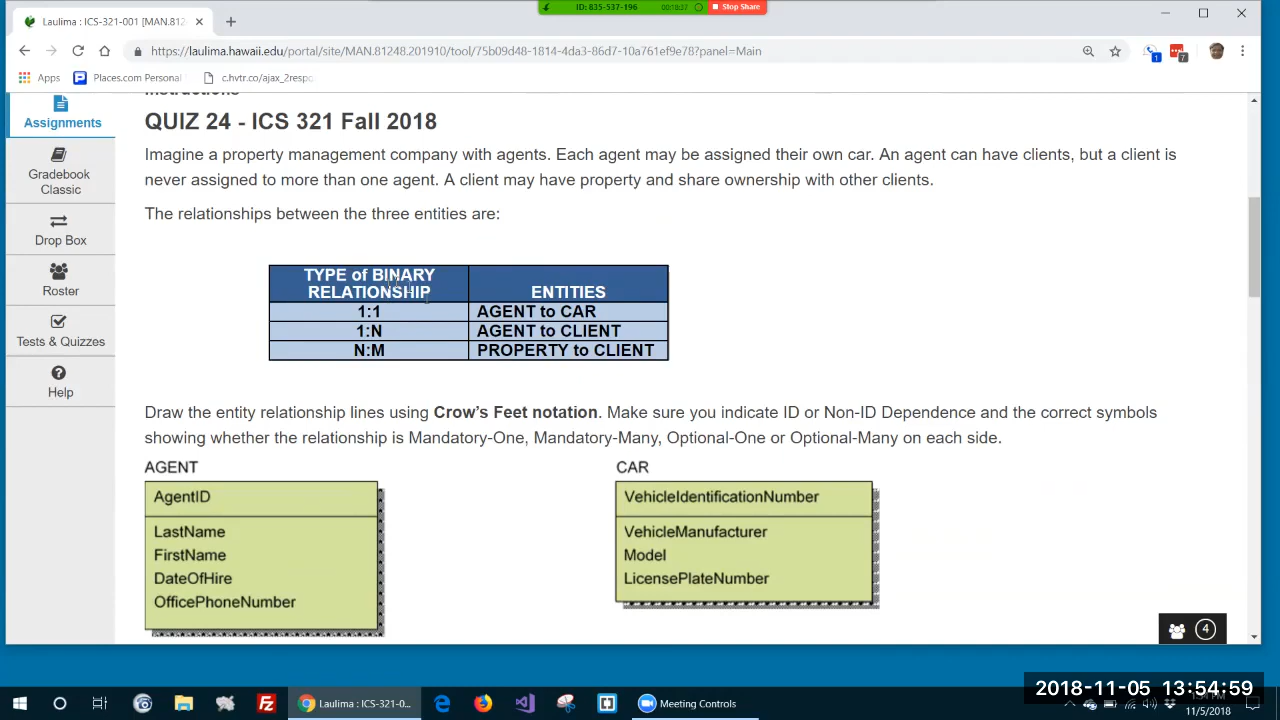 ID: 835-537-196
00:18:27
Stop Share
Laulima : ICS-321-001 [MAN.812
https://laulima.hawaii.edu/portal/site/MAN.81248.201910/tool/75b09d48-1814-4da3-86d7-10a761ef9e78?panel=Main
1
7
Apps
Places.com Personal
c.hvtr.co/ajax_2respo
Instructions
Assignments
Gradebook
Classic
Drop Box
Roster
Tests & Quizzes
Help
QUIZ 24 - ICS 321 Fall 2018
Imagine a property management company with agents. Each agent may be assigned their own car. An agent can have clients, but a client is
never assigned to more than one agent. A client may have property and share ownership with other clients.
The relationships between the three entities are:
TYPE of BINARY
RELATIONSHIP ENTITIES
1:1 AGENT to CAR
1:N AGENT to CLIENT
N:M PROPERTY to CLIENT
Draw the entity relationship lines using Crow's Feet notation. Make sure you indicate ID or Non-ID Dependence and the correct symbols
showing whether the relationship is Mandatory-One, Mandatory-Many, Optional-One or Optional-Many on each side.
AGENT
AgentID
LastName
FirstName
DateOfHire
OfficePhoneNumber
CAR
VehicleIdentificationNumber
VehicleManufacturer
Model
LicensePlateNumber
4
Laulima : ICS-321-0...
Meeting Controls
2018-11-05 13:54:59
11/5/2018